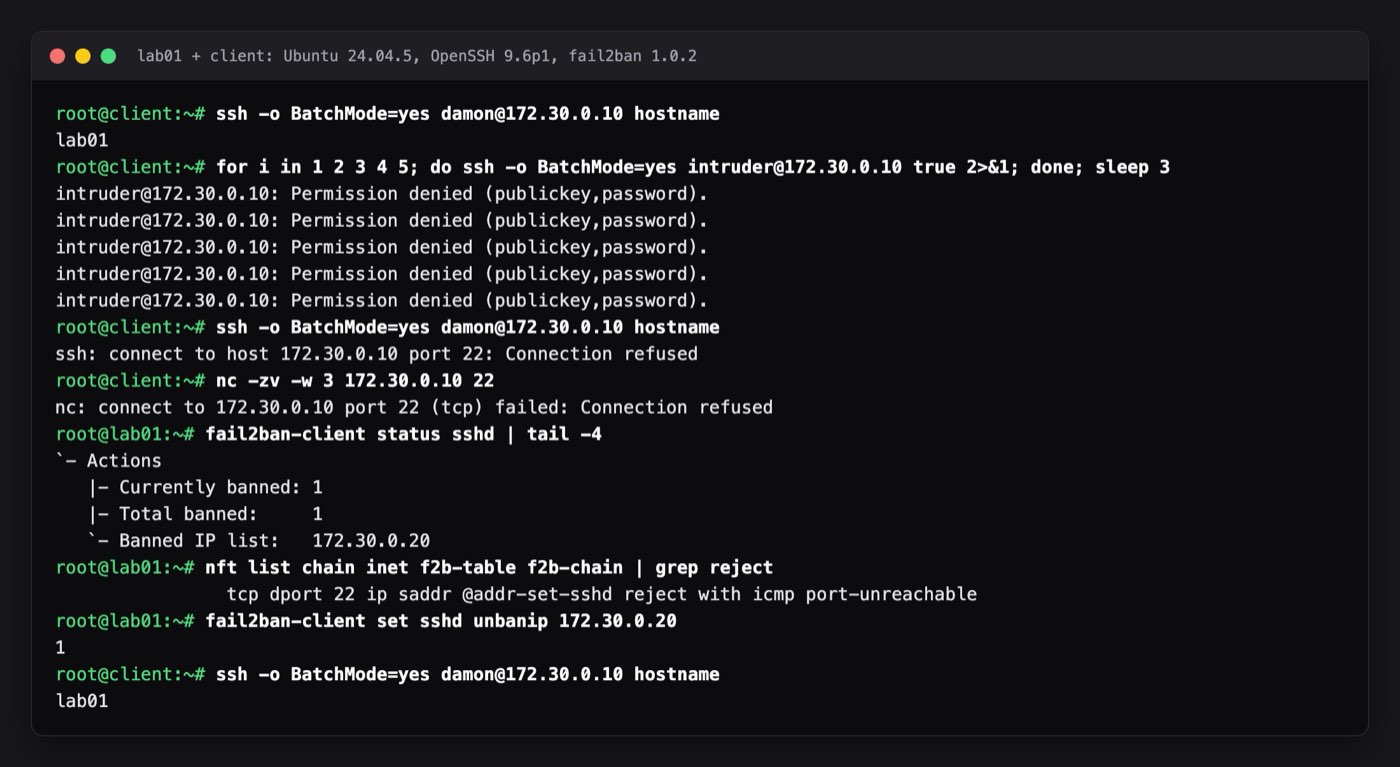 lab01 + client: Ubuntu 24.04.5, OpenSSH 9.6p1, fail2ban 1.0.2
root@client:~# ssh -o BatchMode=yes damon@172.30.0.10 hostname
lab01
root@client:~# for i in 1 2 3 4 5; do ssh -o BatchMode=yes intruder@172.30.0.10 true 2>&1; done; sleep 3
intruder@172.30.0.10: Permission denied (publickey,password).
intruder@172.30.0.10: Permission denied (publickey,password).
intruder@172.30.0.10: Permission denied (publickey,password).
intruder@172.30.0.10: Permission denied (publickey,password).
intruder@172.30.0.10: Permission denied (publickey,password).
root@client:~# ssh -o BatchMode=yes damon@172.30.0.10 hostname
ssh: connect to host 172.30.0.10 port 22: Connection refused
root@client:~# nc -zv -w 3 172.30.0.10 22
nc: connect to 172.30.0.10 port 22 (tcp) failed: Connection refused
root@lab01:~# fail2ban-client status sshd | tail -4
`- Actions
   |- Currently banned: 1
   |- Total banned:     1
   `- Banned IP list:   172.30.0.20
root@lab01:~# nft list chain inet f2b-table f2b-chain | grep reject
                tcp dport 22 ip saddr @addr-set-sshd reject with icmp port-unreachable
root@lab01:~# fail2ban-client set sshd unbanip 172.30.0.20
1
root@client:~# ssh -o BatchMode=yes damon@172.30.0.10 hostname
lab01